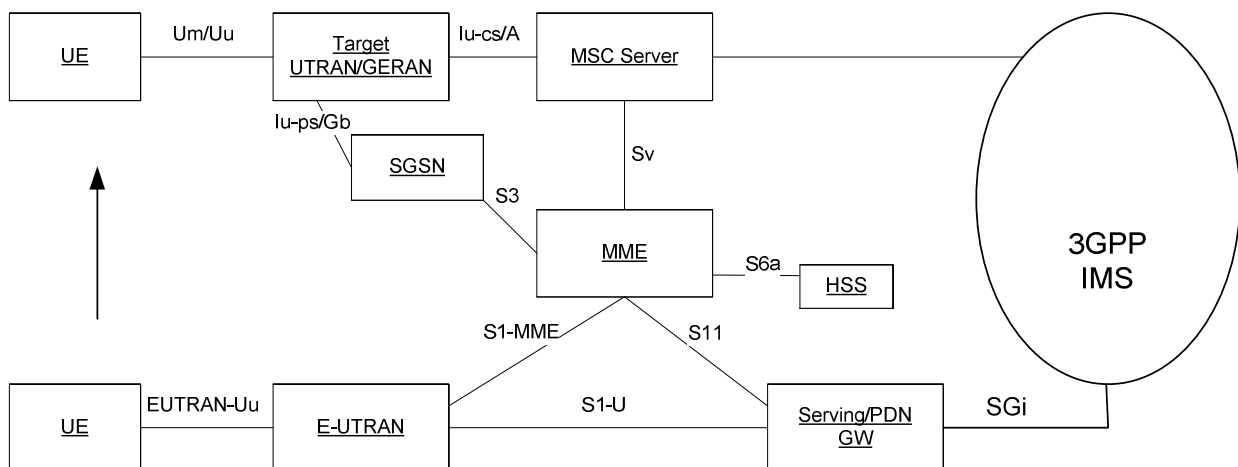 Um/Uu
Iu-cs/A
UE
Target
UTRAN/GERAN
MSC Server
Iu-ps/Gb
SGSN
Sv
S3
MME
S6a
HSS
3GPP
IMS
S1-MME
S11
EUTRAN-Uu
S1-U
SGi
UE
E-UTRAN
Serving/PDN
GW